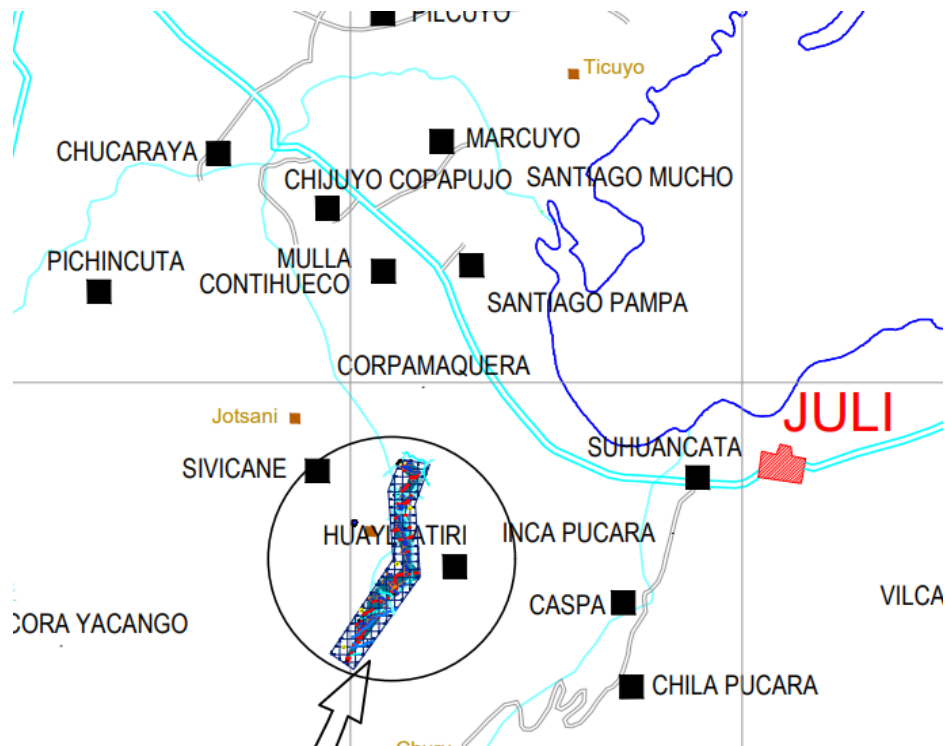 PILCUYO
Ticuyo
MARCUYO
CHUCARAYA
CHIJUYO COPAPUJO
SANTIAGO MUCHO
PICHINCUTA
MULLA
CONTIHUECO
SANTIAGO PAMPA
CORPAMAQUERA
Jotsani
JULI
SUHUANCATA
SIVICANE
INCA PUCARA
CASPA
VILCA
CORA YACANGO
CHILA PUCARA